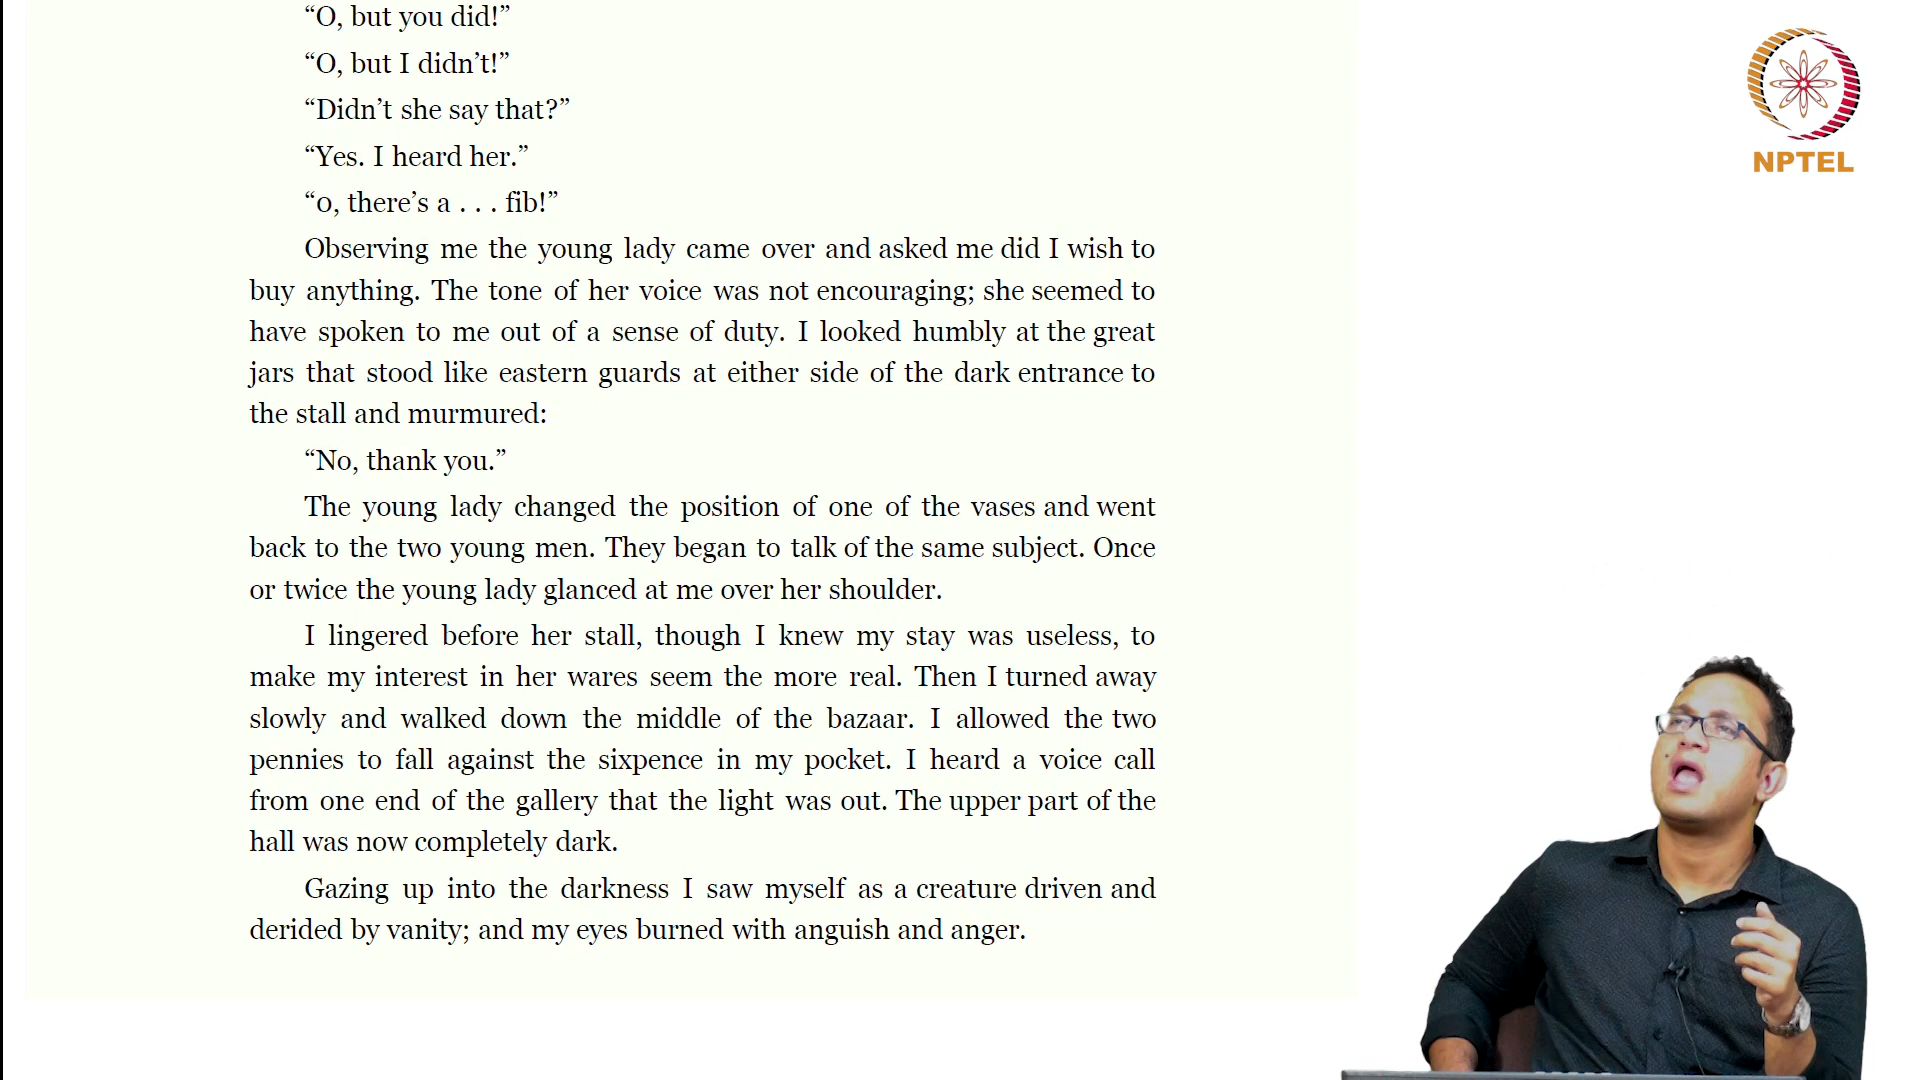 “O, but you did!”
“O, but I didn’t!”
“Didn’t she say that?”
“Yes. I heard her.”
“o, there’s a . . . fib!”
Observing me the young lady came over and asked me did I wish to
buy anything. The tone of her voice was not encouraging; she seemed to
have spoken to me out of a sense of duty. I looked humbly at the great
jars that stood like eastern guards at either side of the dark entrance to
the stall and murmured:
“No, thank you.”
The young lady changed the position of one of the vases and went
back to the two young men. They began to talk of the same subject. Once
or twice the young lady glanced at me over her shoulder.
I lingered before her stall, though I knew my stay was useless, to
make my interest in her wares seem the more real. Then I turned away
slowly and walked down the middle of the bazaar. I allowed the two
pennies to fall against the sixpence in my pocket. I heard a voice call
from one end of the gallery that the light was out. The upper part of the
hall was now completely dark.
Gazing up into the darkness I saw myself as a creature driven and
derided by vanity; and my eyes burned with anguish and anger.
NPTEL